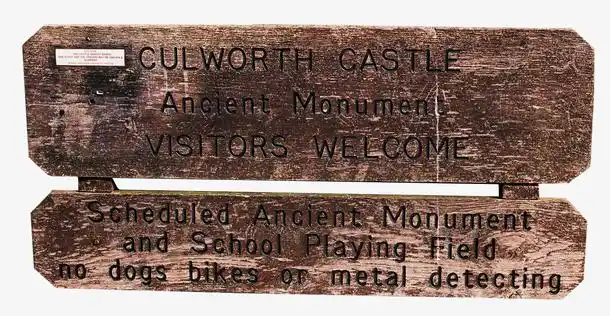 CULWORTH CASTLE
Ancient Monument
VISITORS WELCOME
Scheduled Ancient Monument
and School Playing Field
no dogs bikes or metal detecting